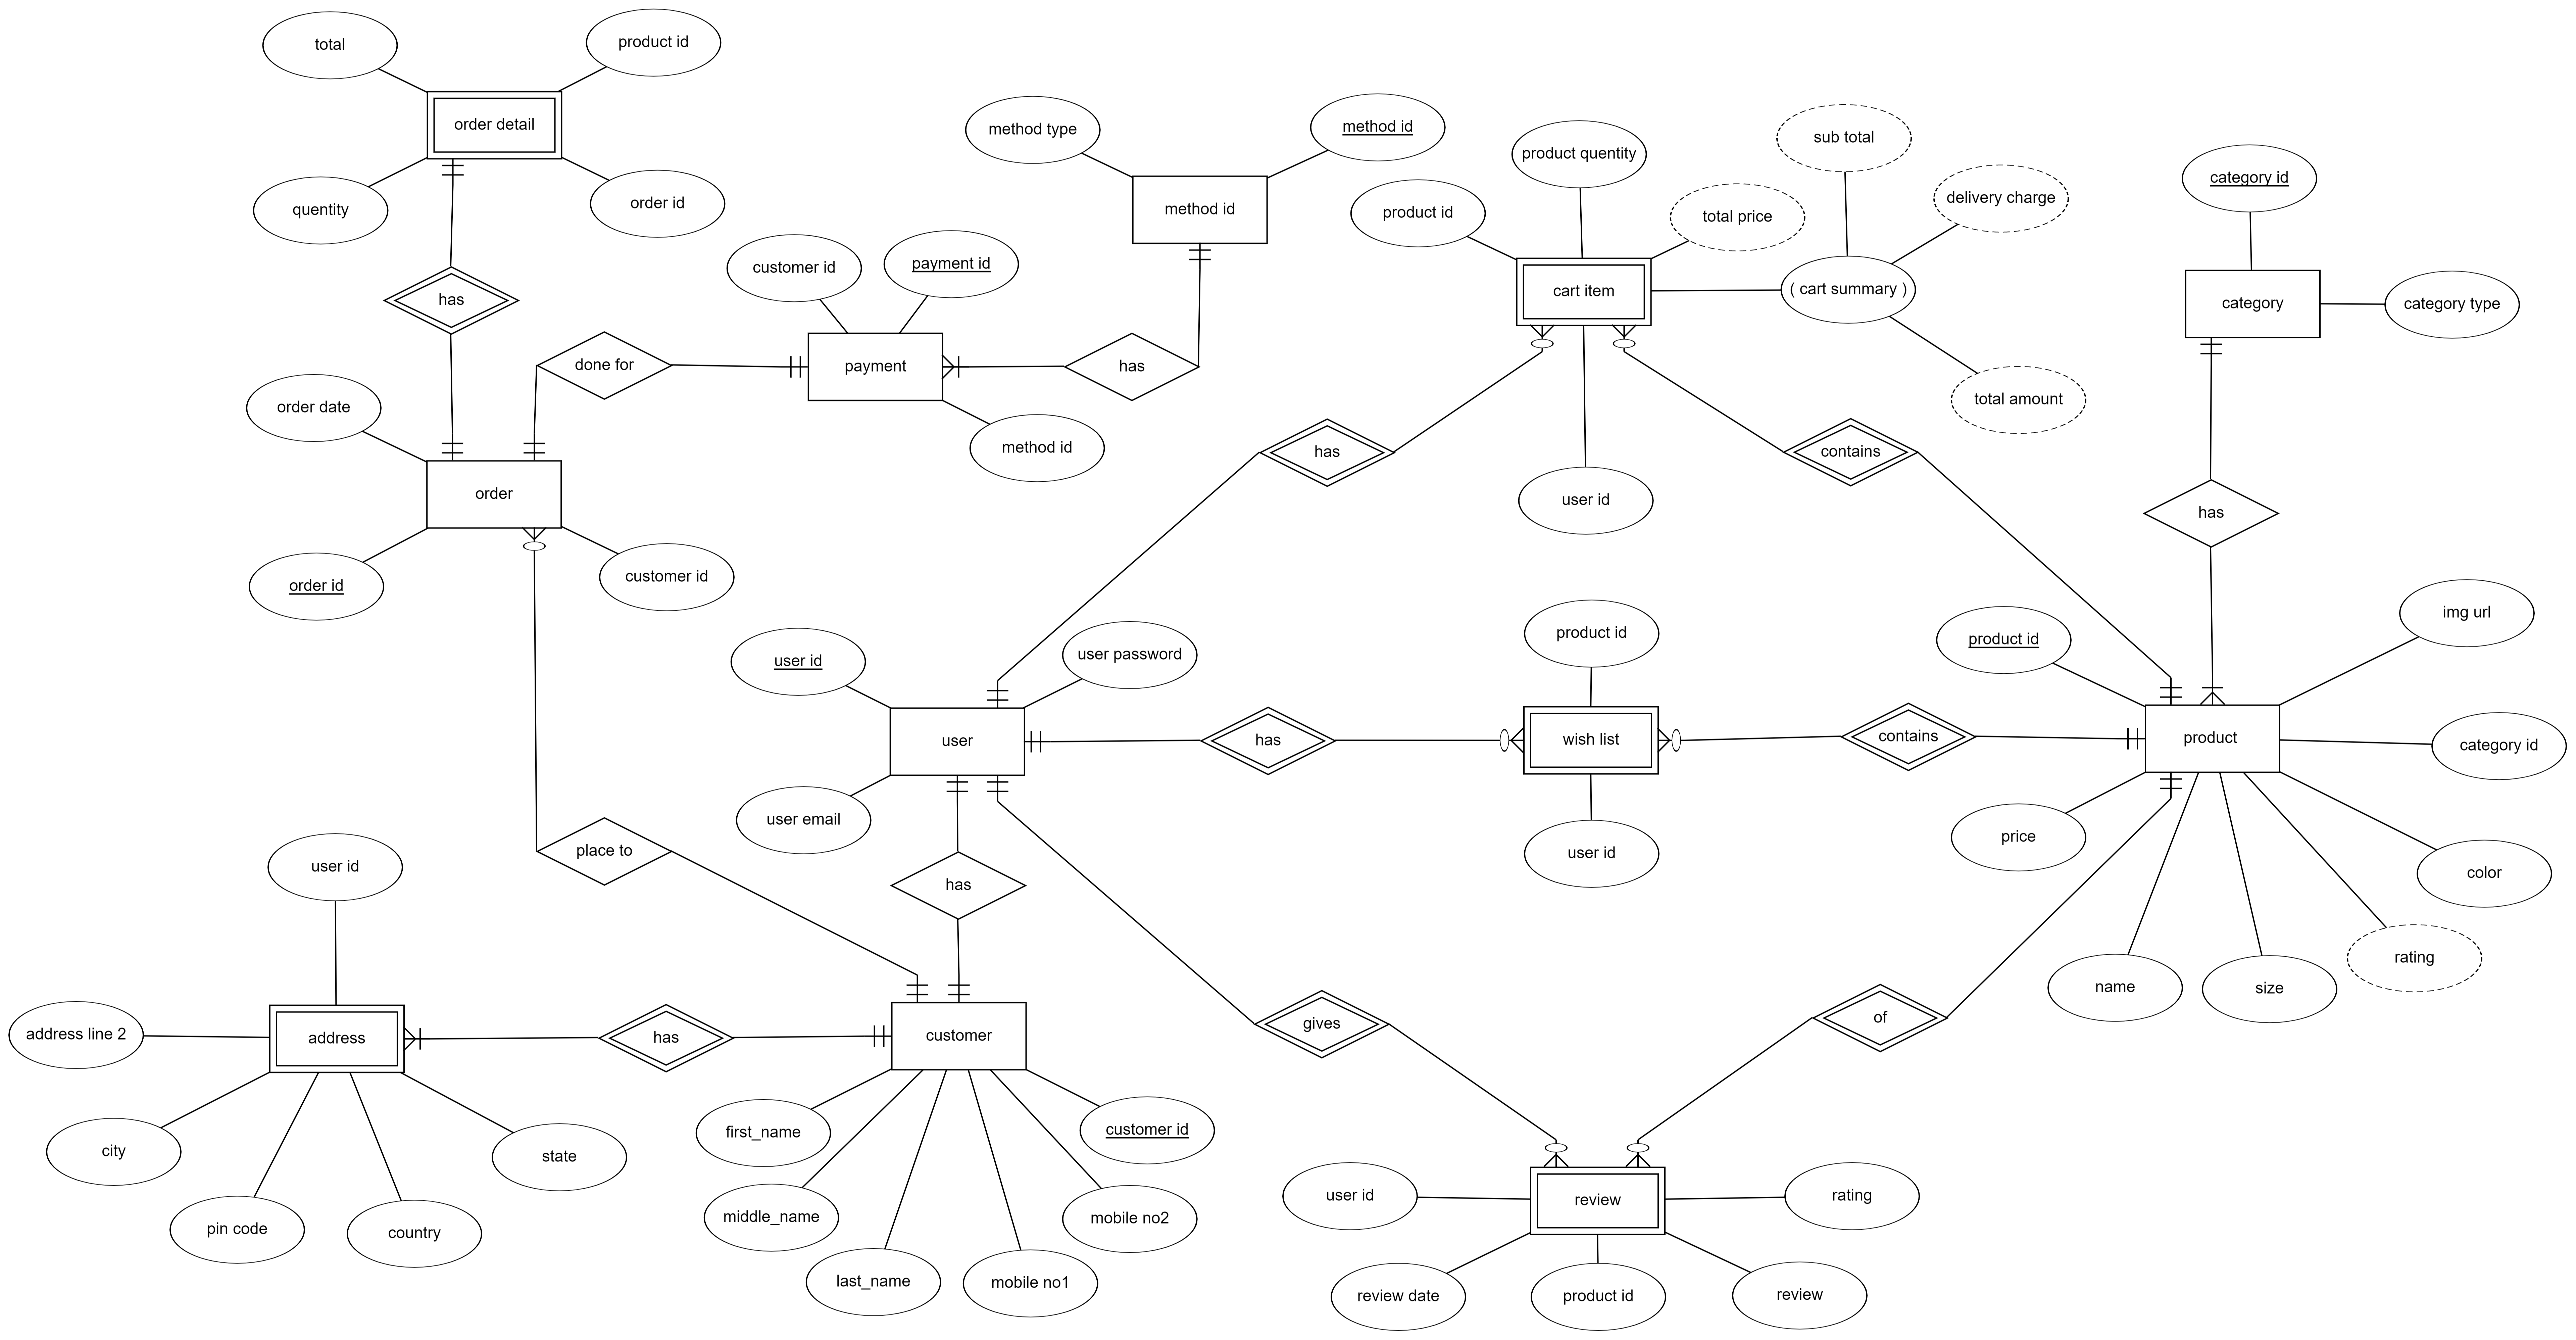 total
product id
order detail
quentity
order id
has
method type
method id
method id
customer id
payment id
done for
payment
has
method id
order date
order
order id
customer id
product quentity
product id
total price
sub total
delivery charge
cart item
( cart summary )
total amount
has
contains
user id
category id
category
category type
has
user id
user password
user
user email
has
product id
wish list
user id
contains
product id
img url
product
category id
price
color
name
size
rating
place to
has
user id
address line 2
address
has
customer
city
state
pin code
country
first_name
customer id
middle_name
mobile no2
last_name
mobile no1
gives
of
user id
review
rating
review date
product id
review